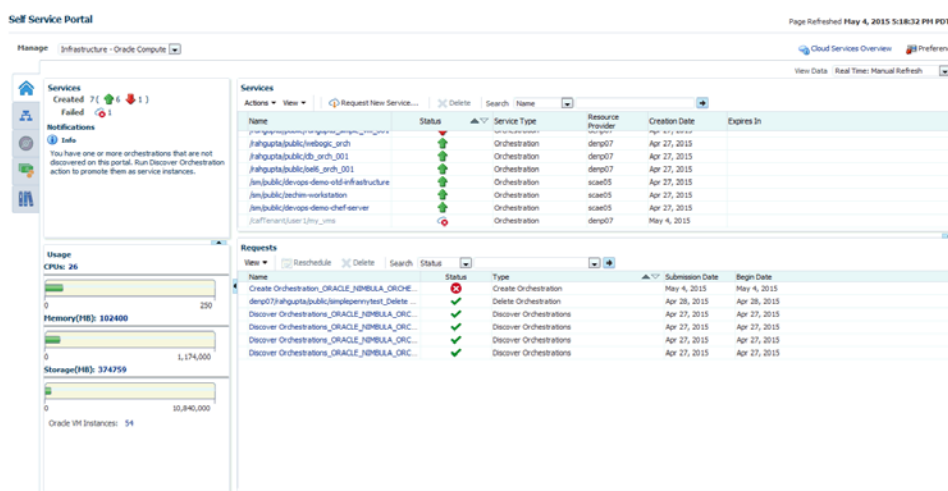 Self Service Portal
Page Refreshed May 4, 2015 5:18:32 PM PDT
Manage Infrastructure - Oracle Compute
Cloud Services Overview Preferenc
View Data Real Time: Manual Refresh
Services
Created 7( 6 1 )
Failed 1
Notifications
Info
You have one or more orchestrations that are not
discovered on this portal. Run Discover Orchestration
action to promote them as service instances.
Usage
CPUs: 26
0 250
Memory(MB): 102400
0 1,174,000
Storage(MB): 374759
0 10,840,000
Oracle VM Instances: 54
Services
Actions View Request New Service... Delete Search Name
Name Status Service Type Resource Provider Creation Date Expires In
Orchestration denp07 Apr 27, 2015
/rahgupta/public/weblogic_orch Orchestration denp07 Apr 27, 2015
/rahgupta/public/db_orch_001 Orchestration denp07 Apr 27, 2015
/rahgupta/public/oel6_orch_001 Orchestration denp07 Apr 27, 2015
/sm/public/devops-demo-otd-infrastructure Orchestration scae05 Apr 27, 2015
/sm/public/zechim-workstation Orchestration scae05 Apr 27, 2015
/sm/public/devops-demo-chef-server Orchestration scae05 Apr 27, 2015
/cafTenant/user1/my_vms Orchestration denp07 May 4, 2015
Requests
View Reschedule Delete Search Status
Name Status Type Submission Date Begin Date
Create Orchestration_ORACLE_NIMBULA_ORCHE... Create Orchestration May 4, 2015 May 4, 2015
denp07/rahgupta/public/simplepennytest_Delete ... Delete Orchestration Apr 28, 2015 Apr 28, 2015
Discover Orchestrations_ORACLE_NIMBULA_ORC... Discover Orchestrations Apr 27, 2015 Apr 27, 2015
Discover Orchestrations_ORACLE_NIMBULA_ORC... Discover Orchestrations Apr 27, 2015 Apr 27, 2015
Discover Orchestrations_ORACLE_NIMBULA_ORC... Discover Orchestrations Apr 27, 2015 Apr 27, 2015
Discover Orchestrations_ORACLE_NIMBULA_ORC... Discover Orchestrations Apr 27, 2015 Apr 27, 2015